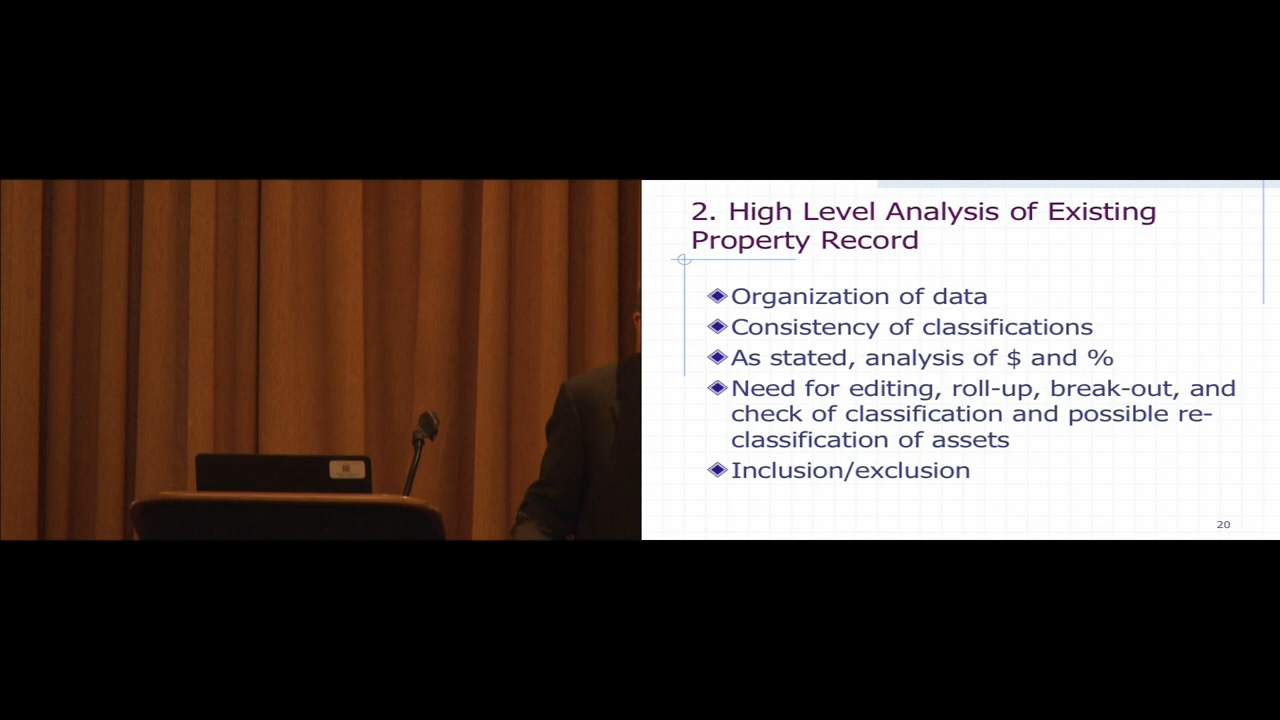 2. High Level Analysis of Existing
Property Record
Organization of data
Consistency of classifications
As stated, analysis of $ and %
Need for editing, roll-up, break-out, and
check of classification and possible re-
classification of assets
Inclusion/exclusion
20